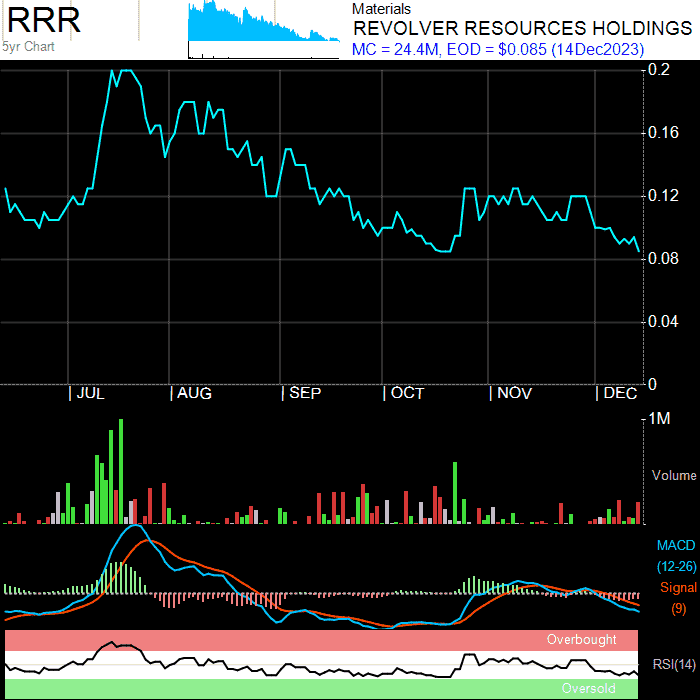 RRR
5yr Chart
Materials
REVOLVER RESOURCES HOLDINGS
MC = 24.4M, EOD = $0.085 (14Dec2023)
0.2
0.16
0.12
0.08
0.04
0
| JUL | AUG | SEP | OCT | NOV | DEC
1M
Volume
MACD
(12-26)
Signal
(9)
Overbought
RSI(14)
Oversold